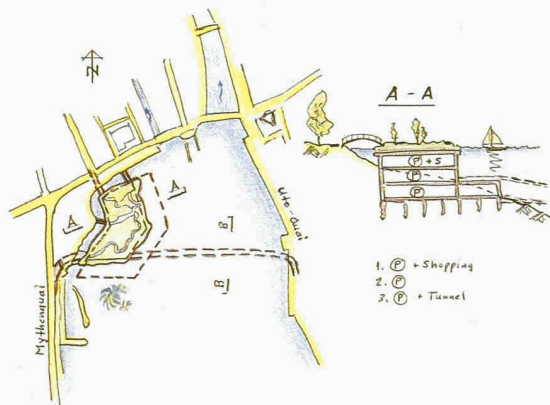 N
A - A
P + S
P
P
A
A
B
B
Uto-Quai
Mythenquai
1. P + Shopping
2. P
3. P + Tunnel